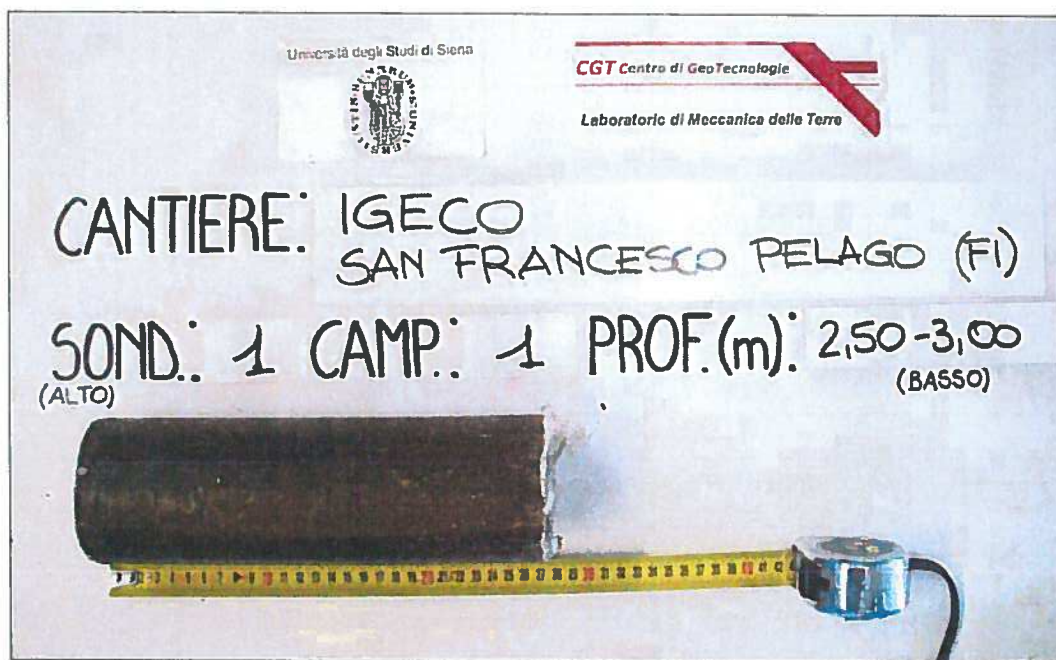 Università degli Studi di Siena
CGT Centro di GeoTecnologie
Laboratorio di Meccanica delle Terre
CANTIERE: IGECO
SAN FRANCESCO PELAGO (FI)
SOND.: 1 CAMP.: 1 PROF.(m): 2,50-3,00
(ALTO) (BASSO)